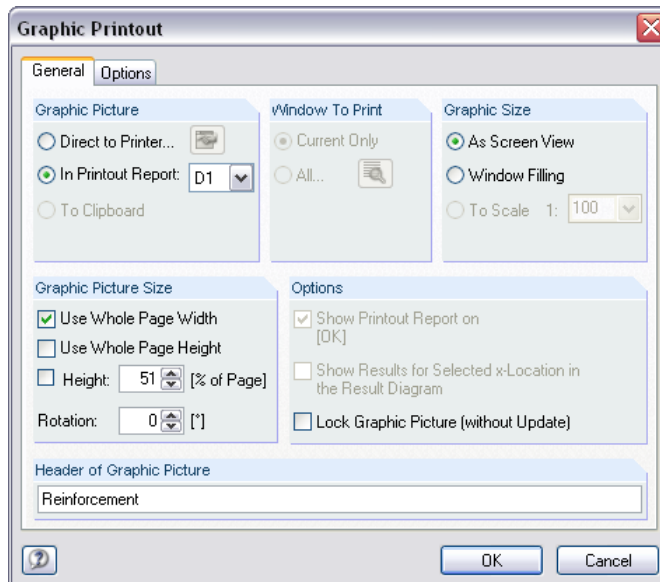 Graphic Printout
General
Options
Graphic Picture
Direct to Printer...
In Printout Report:
D1
To Clipboard
Window To Print
Current Only
All...
Graphic Size
As Screen View
Window Filling
To Scale 1: 100
Graphic Picture Size
Use Whole Page Width
Use Whole Page Height
Height: 51 [% of Page]
Rotation: 0 [°]
Options
Show Printout Report on
[OK]
Show Results for Selected x-Location in
the Result Diagram
Lock Graphic Picture (without Update)
Header of Graphic Picture
Reinforcement
OK
Cancel